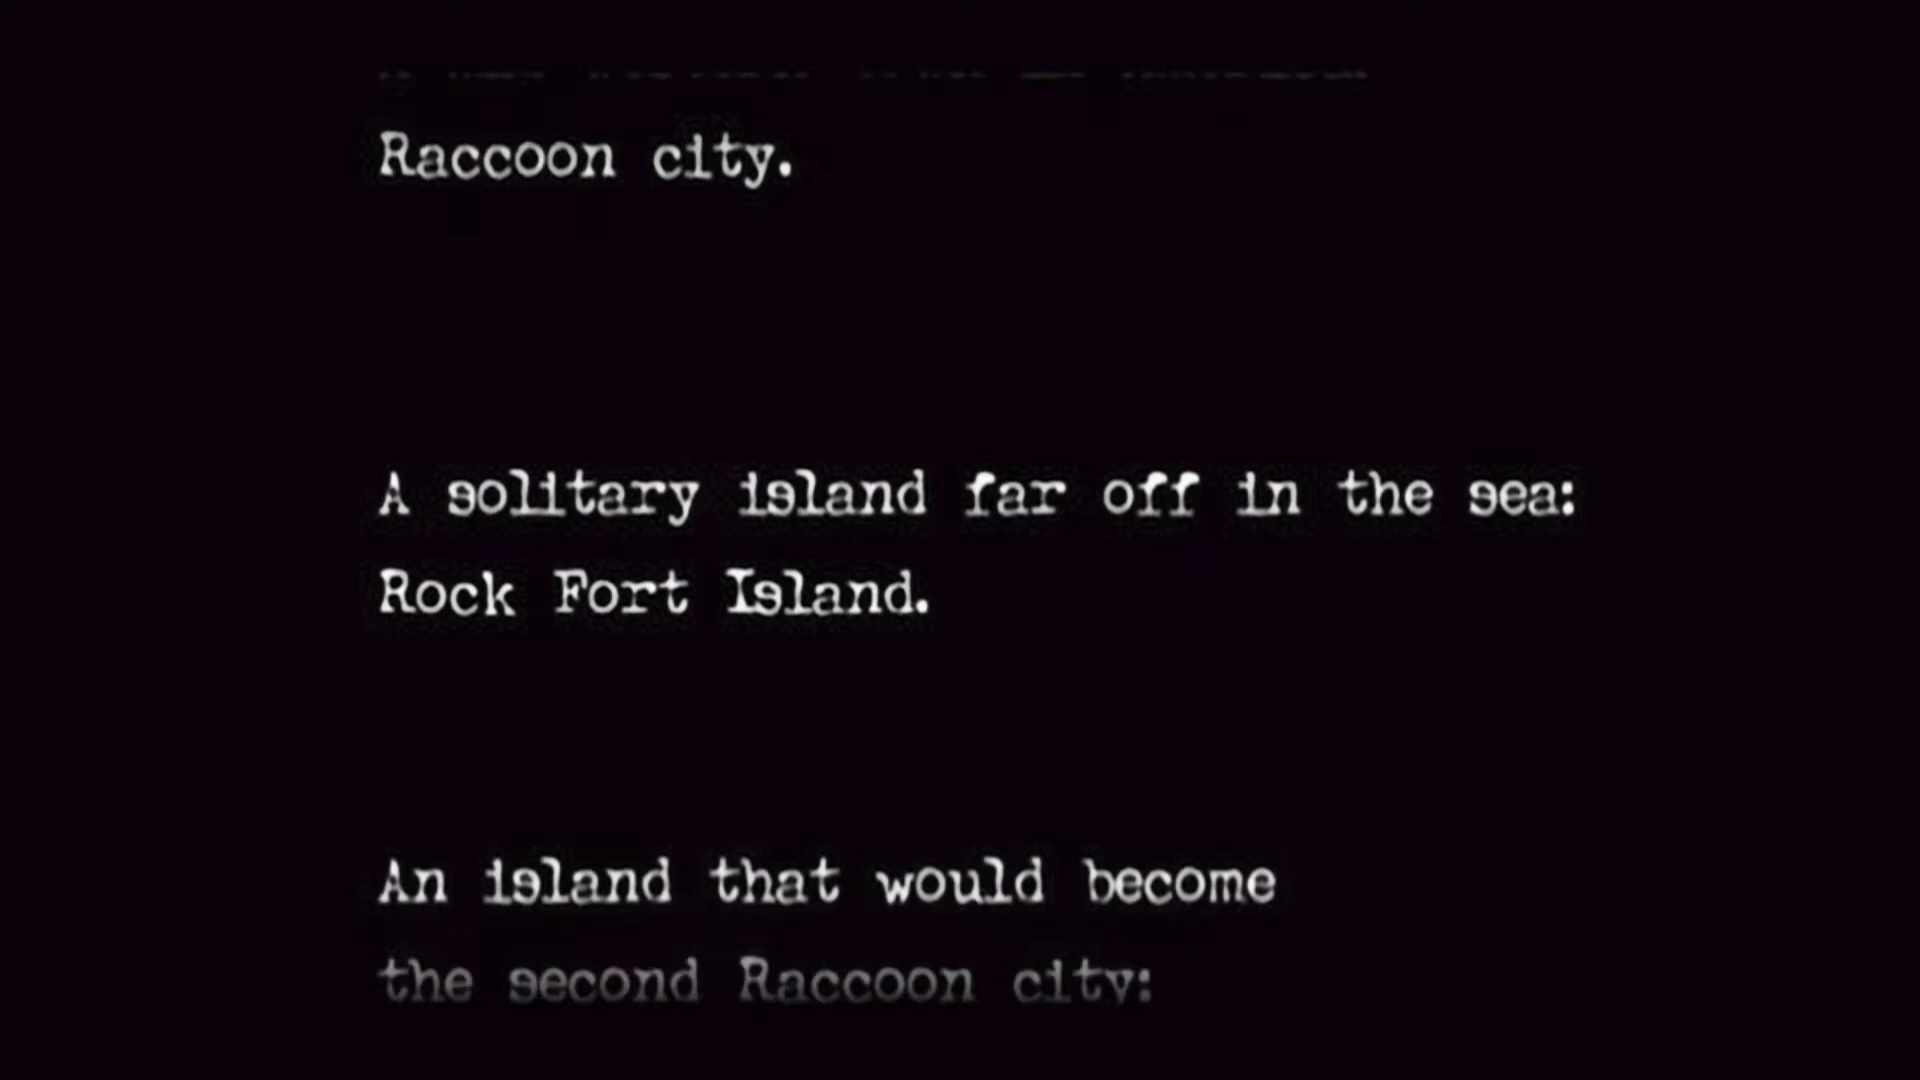 Raccoon city.
A solitary island far off in the sea:
Rock Fort Island.
An island that would become
the second Raccoon city: